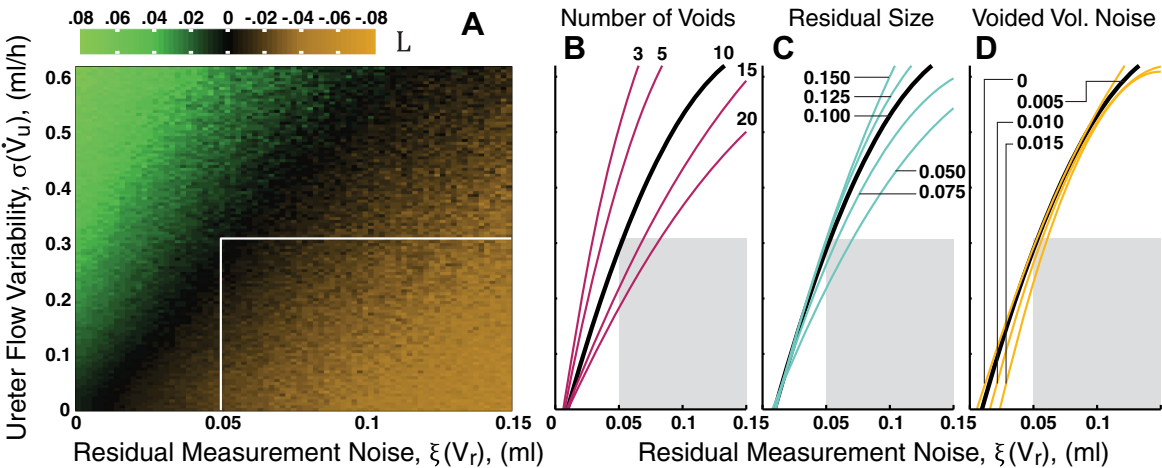 .08 .04 .02 0 -.02 -.04 -.06 -.08
L
A
Ureter Flow Variability, σ(V̇u), (ml/h)
0.6
0.5
0.4
0.3
0.2
0.1
0
0 0.05 0.1 0.15
Residual Measurement Noise, ξ(Vr), (ml)
Number of Voids
B
3 5 10
15
20
0 0.05 0.1 0.15
Residual Size
C
0.150
0.125
0.100
0.050
0.075
0.05 0.1 0.15
Voided Vol. Noise
D
0
0.005
0.010
0.015
0.05 0.1 0.15
Residual Measurement Noise, ξ(Vr), (ml)